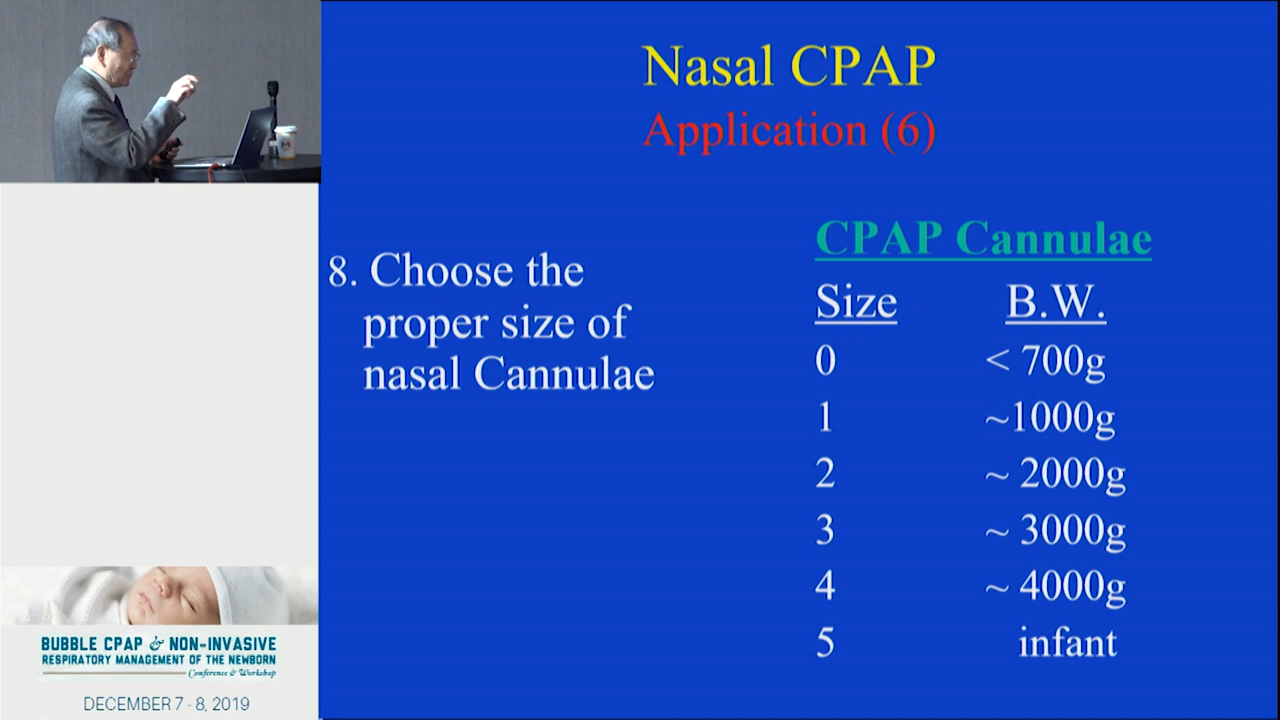 Nasal CPAP
Application (6)
8. Choose the
proper size of
nasal Cannulae
CPAP Cannulae
Size B.W.
0 < 700g
1 ~1000g
2 ~ 2000g
3 ~ 3000g
4 ~ 4000g
5 infant
BUBBLE CPAP & NON-INVASIVE
RESPIRATORY MANAGEMENT OF THE NEWBORN
Conference & Workshop
DECEMBER 7 - 8, 2019